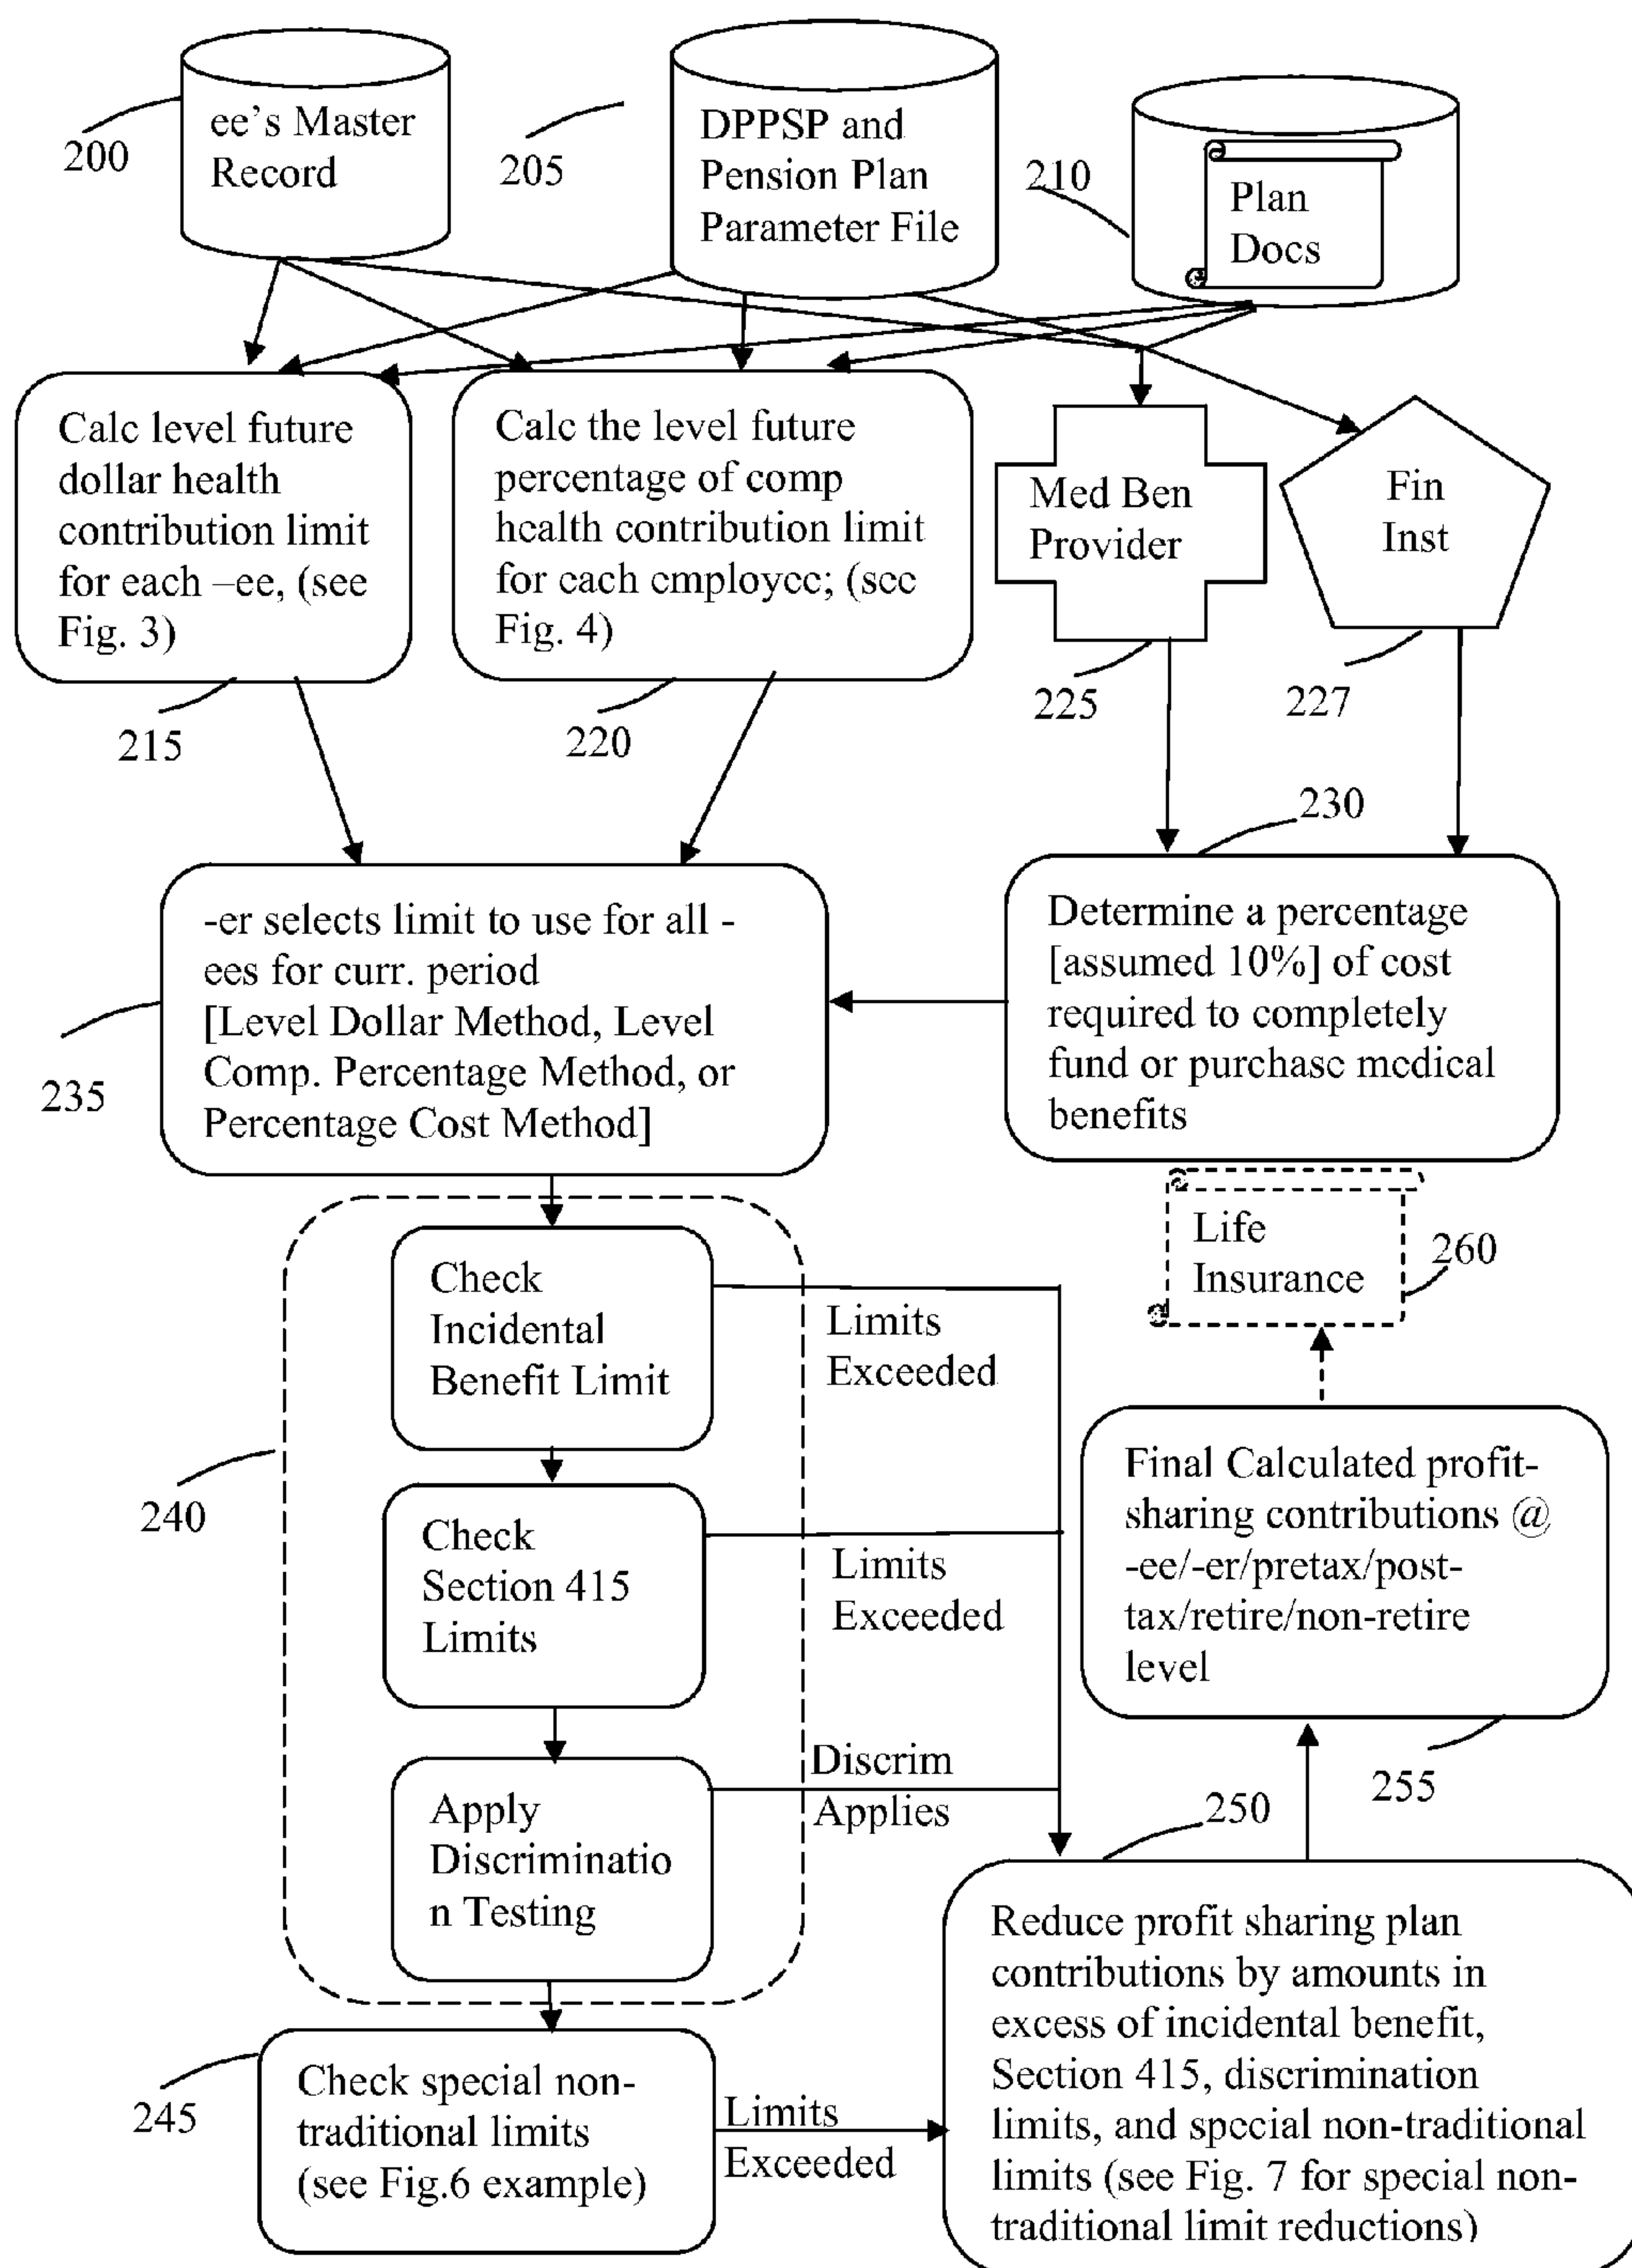 ee's Master
Record
200
DPPSP and
Pension Plan
Parameter File
205
Plan
Docs
210
Calc level future
dollar health
contribution limit
for each –ee, (see
Fig. 3)
215
Calc the level future
percentage of comp
health contribution limit
for each employee; (see
Fig. 4)
220
Med Ben
Provider
225
Fin
Inst
227
230
Determine a percentage
[assumed 10%] of cost
required to completely
fund or purchase medical
benefits
-er selects limit to use for all -
ees for curr. period
[Level Dollar Method, Level
Comp. Percentage Method, or
Percentage Cost Method]
235
Check
Incidental
Benefit Limit
Limits
Exceeded
Life
Insurance
260
240
Check
Section 415
Limits
Limits
Exceeded
Final Calculated profit-
sharing contributions @
-ee/-er/pretax/post-
tax/retire/non-retire
level
255
Apply
Discriminatio
n Testing
Discrim
Applies
250
Reduce profit sharing plan
contributions by amounts in
excess of incidental benefit,
Section 415, discrimination
limits, and special non-traditional
limits (see Fig. 7 for special non-
traditional limit reductions)
Check special non-
traditional limits
(see Fig.6 example)
245
Limits
Exceeded